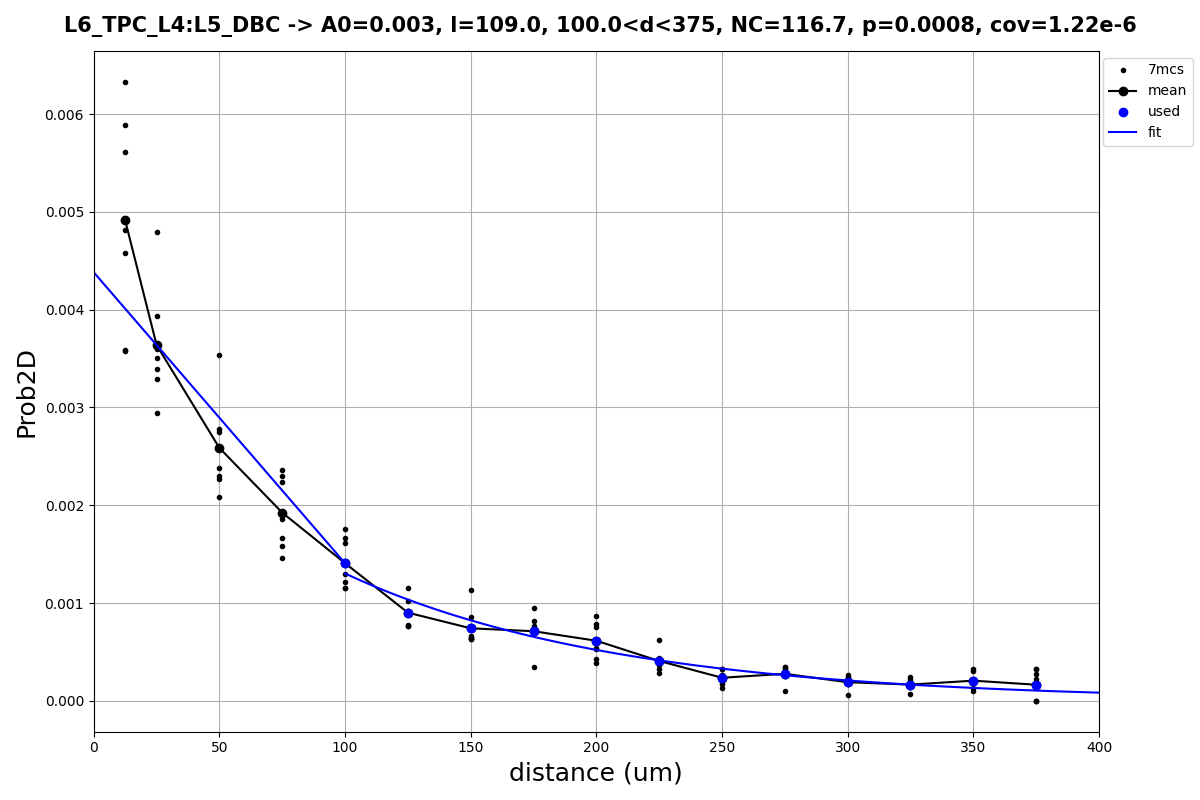 L6_TPC_L4:L5_DBC -> A0=0.003, l=109.0, 100.0<d<375, NC=116.7, p=0.0008, cov=1.22e-6
7mcs
mean
used
fit
0.006
0.005
0.004
0.003
0.002
0.001
0.000
Prob2D
0
50
100
150
200
250
300
350
400
distance (um)